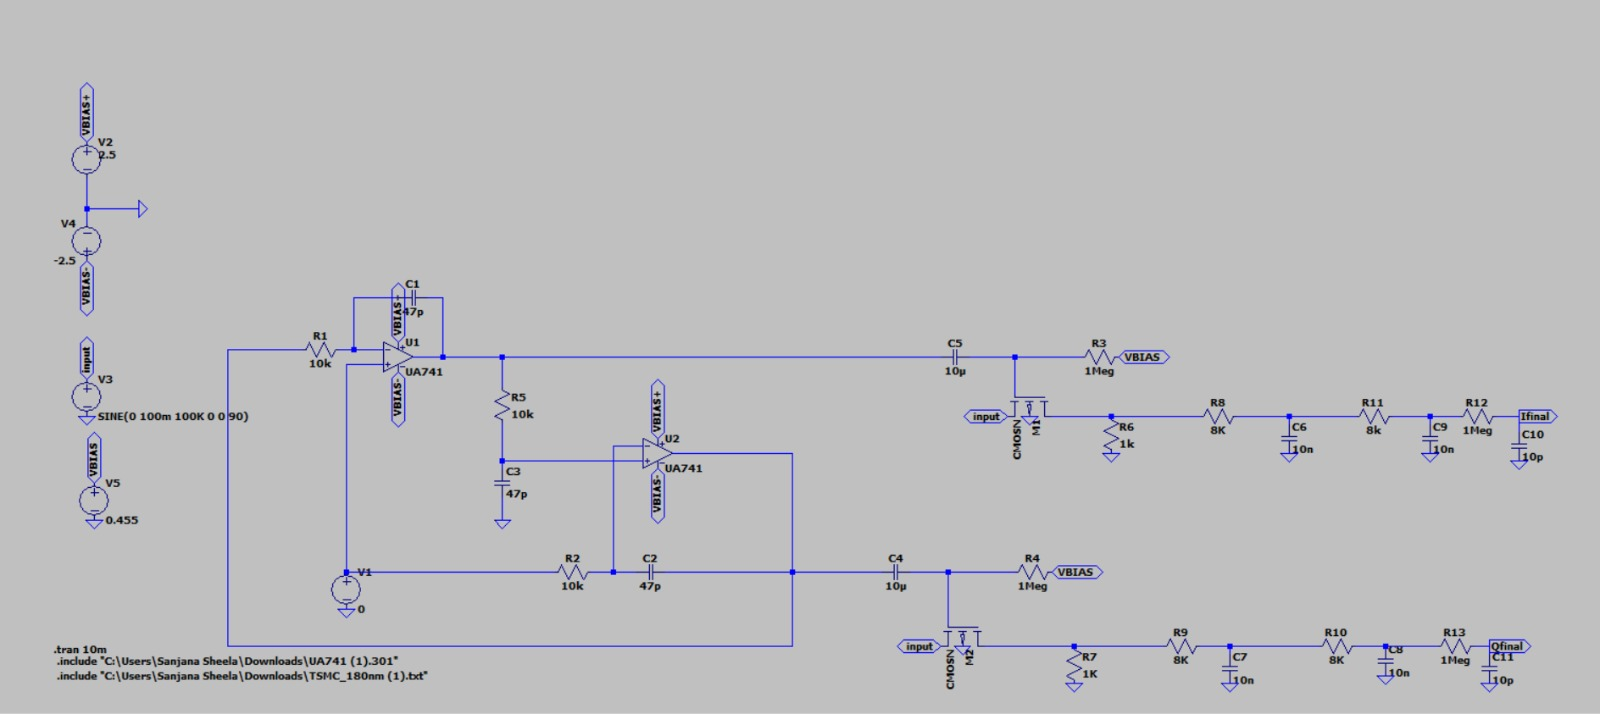 VBIAS+
V2
2.5
V4
-2.5
VBIAS-
input
V3
SINE(0 100m 100K 0 0 90)
VBIAS
V5
0.455
R1
10k
C1
47p
VBIAS+
U1
UA741
VBIAS-
R5
10k
C3
47p
VBIAS+
U2
UA741
VBIAS-
V1
0
R2
10k
C2
47p
C5
10µ
R3
1Meg
VBIAS
input
CMOSN
M1
R6
1k
R8
8K
C6
10n
R11
8k
C9
10n
R12
1Meg
Ifinal
C10
10p
C4
10µ
R4
1Meg
VBIAS
input
CMOSN
M2
R7
1K
R9
8K
C7
10n
R10
8K
C8
10n
R13
1Meg
Qfinal
C11
10p
.tran 10m
.include "C:\Users\Sanjana Sheela\Downloads\UA741 (1).301"
.include "C:\Users\Sanjana Sheela\Downloads\TSMC_180nm (1).txt"